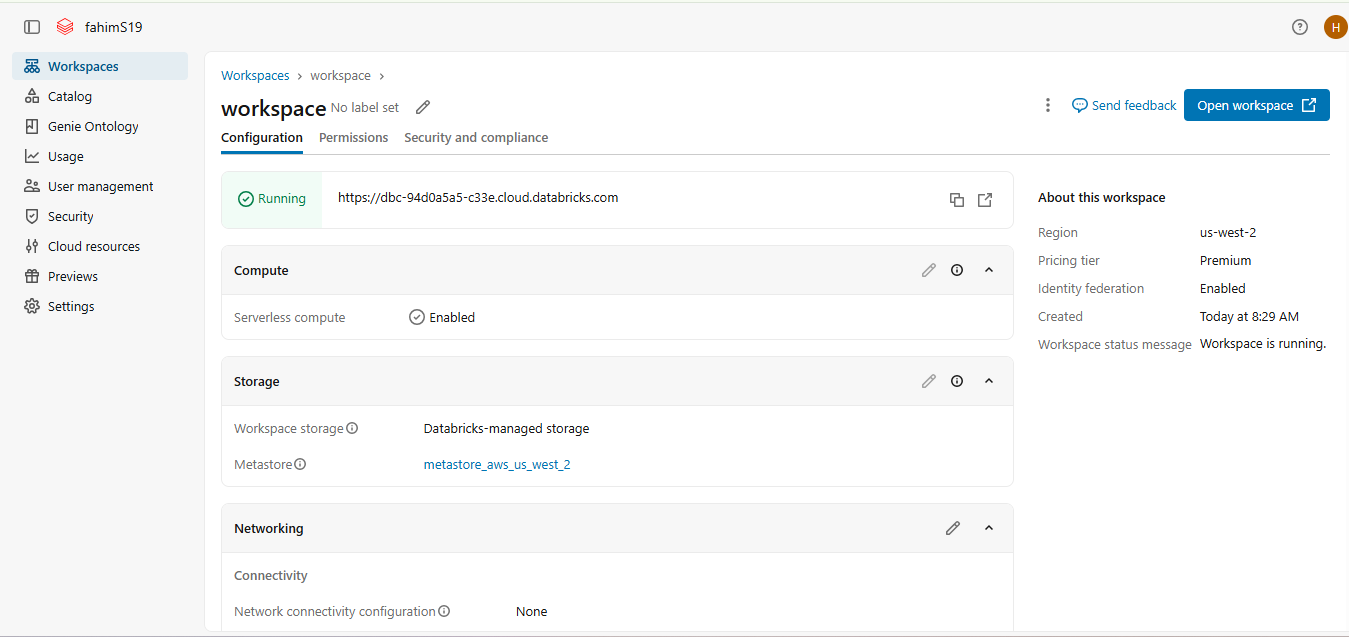 fahimS19
H
Workspaces
Catalog
Genie Ontology
Usage
User management
Security
Cloud resources
Previews
Settings
Workspaces › workspace ›
workspace No label set
Send feedback
Open workspace
Configuration Permissions Security and compliance
Running https://dbc-94d0a5a5-c33e.cloud.databricks.com
Compute
Serverless compute Enabled
Storage
Workspace storage Databricks-managed storage
Metastore metastore_aws_us_west_2
Networking
Connectivity
Network connectivity configuration None
About this workspace
Region us-west-2
Pricing tier Premium
Identity federation Enabled
Created Today at 8:29 AM
Workspace status message Workspace is running.